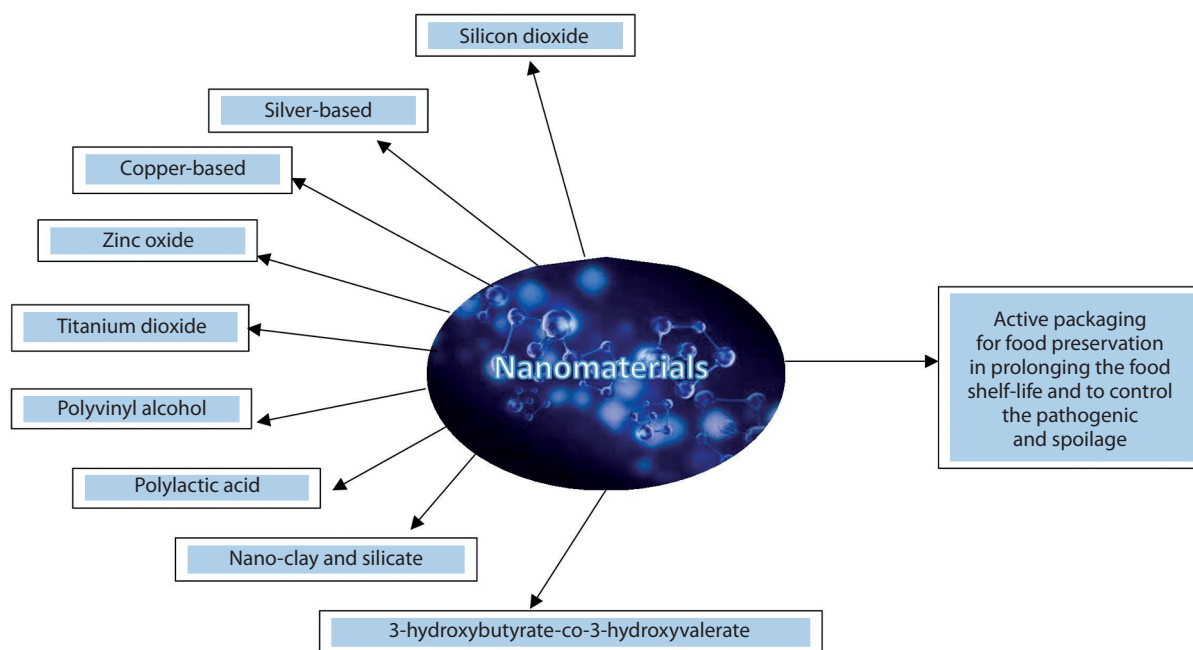 Silicon dioxide
Silver-based
Copper-based
Zinc oxide
Titanium dioxide
Polyvinyl alcohol
Polylactic acid
Nano-clay and silicate
3-hydroxybutyrate-co-3-hydroxyvalerate
Nanomaterials
Active packaging
for food preservation
in prolonging the food
shelf-life and to control
the pathogenic
and spoilage